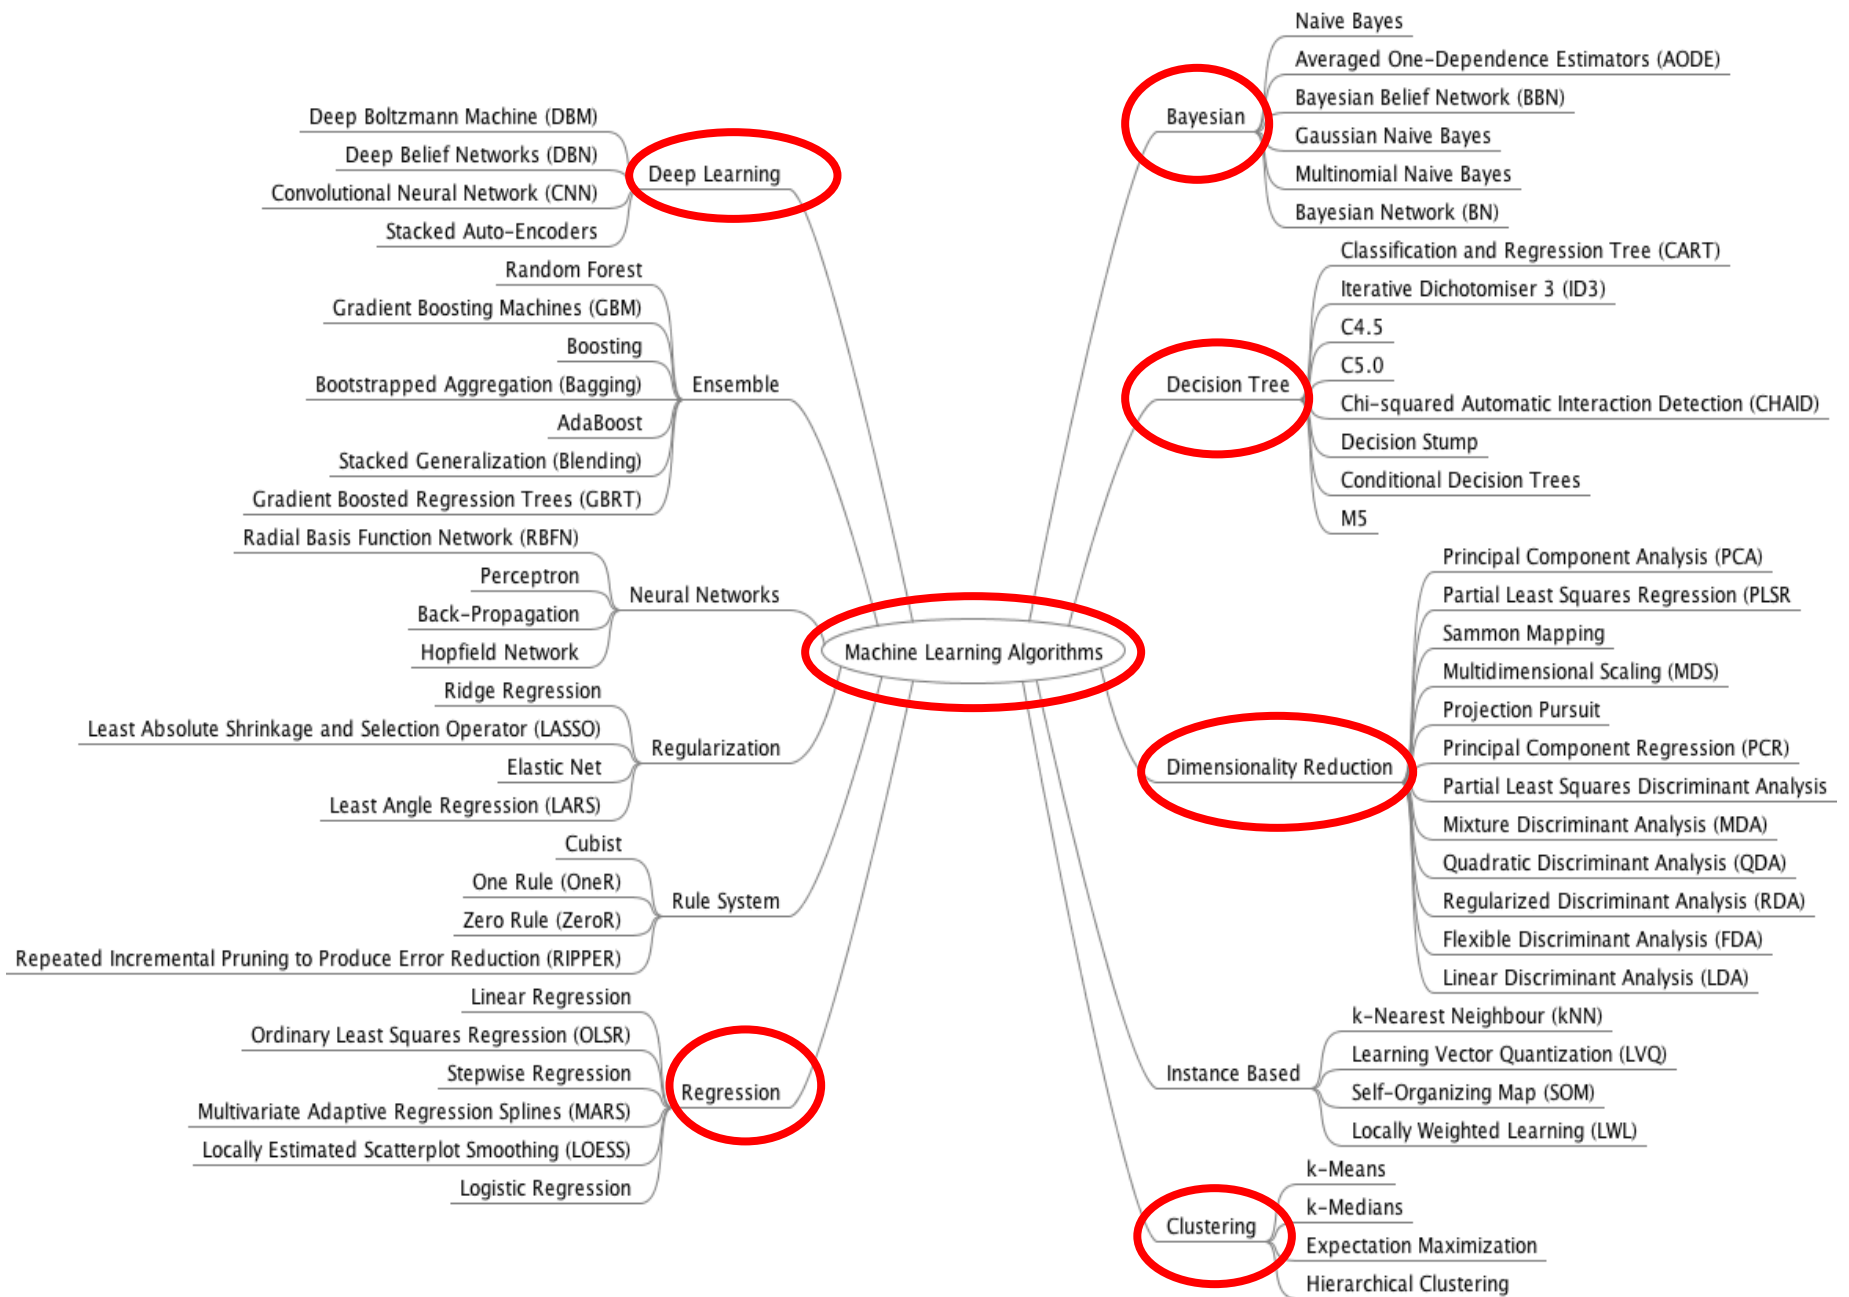 Machine Learning Algorithms
Deep Learning
Deep Boltzmann Machine (DBM)
Deep Belief Networks (DBN)
Convolutional Neural Network (CNN)
Stacked Auto-Encoders
Ensemble
Random Forest
Gradient Boosting Machines (GBM)
Boosting
Bootstrapped Aggregation (Bagging)
AdaBoost
Stacked Generalization (Blending)
Gradient Boosted Regression Trees (GBRT)
Neural Networks
Radial Basis Function Network (RBFN)
Perceptron
Back-Propagation
Hopfield Network
Regularization
Ridge Regression
Least Absolute Shrinkage and Selection Operator (LASSO)
Elastic Net
Least Angle Regression (LARS)
Rule System
Cubist
One Rule (OneR)
Zero Rule (ZeroR)
Repeated Incremental Pruning to Produce Error Reduction (RIPPER)
Regression
Linear Regression
Ordinary Least Squares Regression (OLSR)
Stepwise Regression
Multivariate Adaptive Regression Splines (MARS)
Locally Estimated Scatterplot Smoothing (LOESS)
Logistic Regression
Bayesian
Naive Bayes
Averaged One-Dependence Estimators (AODE)
Bayesian Belief Network (BBN)
Gaussian Naive Bayes
Multinomial Naive Bayes
Bayesian Network (BN)
Decision Tree
Classification and Regression Tree (CART)
Iterative Dichotomiser 3 (ID3)
C4.5
C5.0
Chi-squared Automatic Interaction Detection (CHAID)
Decision Stump
Conditional Decision Trees
M5
Dimensionality Reduction
Principal Component Analysis (PCA)
Partial Least Squares Regression (PLSR
Sammon Mapping
Multidimensional Scaling (MDS)
Projection Pursuit
Principal Component Regression (PCR)
Partial Least Squares Discriminant Analysis
Mixture Discriminant Analysis (MDA)
Quadratic Discriminant Analysis (QDA)
Regularized Discriminant Analysis (RDA)
Flexible Discriminant Analysis (FDA)
Linear Discriminant Analysis (LDA)
Instance Based
k-Nearest Neighbour (kNN)
Learning Vector Quantization (LVQ)
Self-Organizing Map (SOM)
Locally Weighted Learning (LWL)
Clustering
k-Means
k-Medians
Expectation Maximization
Hierarchical Clustering